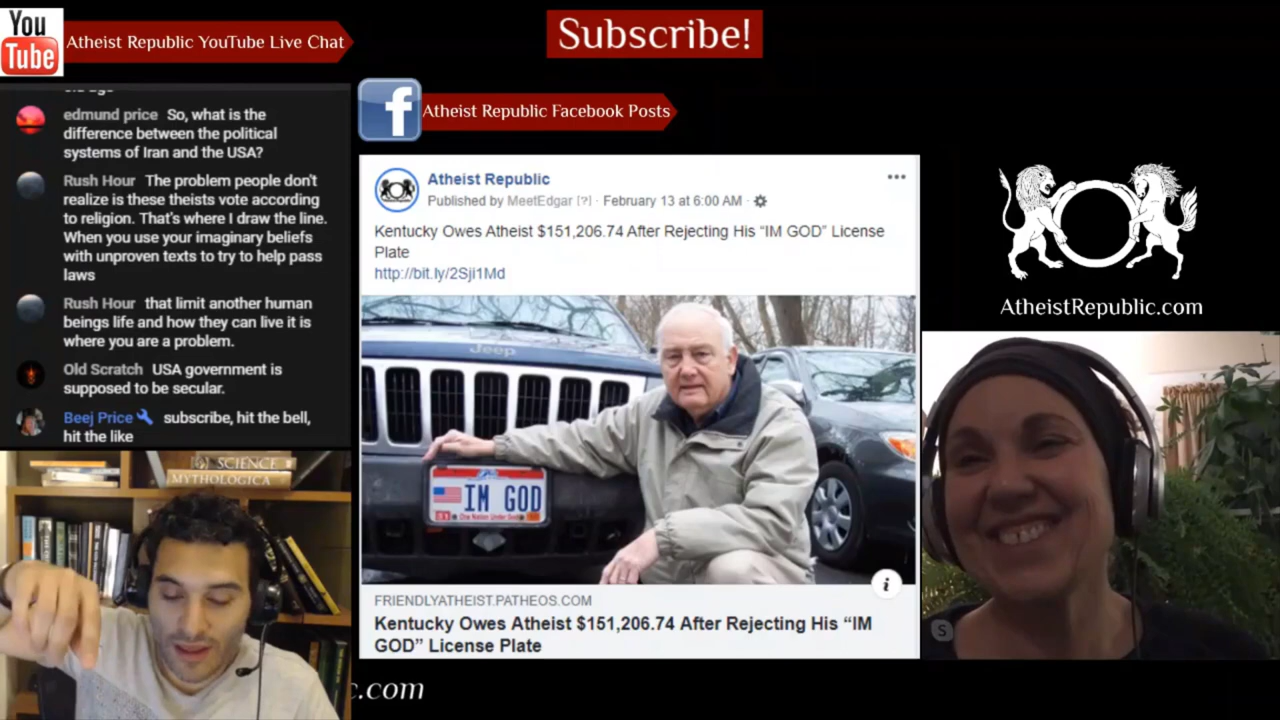 You
Tube
Atheist Republic YouTube Live Chat
Subscribe!
edmund price So, what is the
difference between the political
systems of Iran and the USA?
Rush Hour The problem people don't
realize is these theists vote according
to religion. That's where I draw the line.
When you use your imaginary beliefs
with unproven texts to try to help pass
laws
Rush Hour that limit another human
beings life and how they can live it is
where you are a problem.
Old Scratch USA government is
supposed to be secular.
Beej Price subscribe, hit the bell,
hit the like
SCIENCE
MYTHOLOGICA
f
Atheist Republic Facebook Posts
Atheist Republic
Published by MeetEdgar [?] · February 13 at 6:00 AM ·
Kentucky Owes Atheist $151,206.74 After Rejecting His “IM GOD” License
Plate
http://bit.ly/2Sji1Md
Jeep
IM GOD
One Nation Under God
i
FRIENDLYATHEIST.PATHEOS.COM
Kentucky Owes Atheist $151,206.74 After Rejecting His “IM
GOD” License Plate
.com
AtheistRepublic.com
S